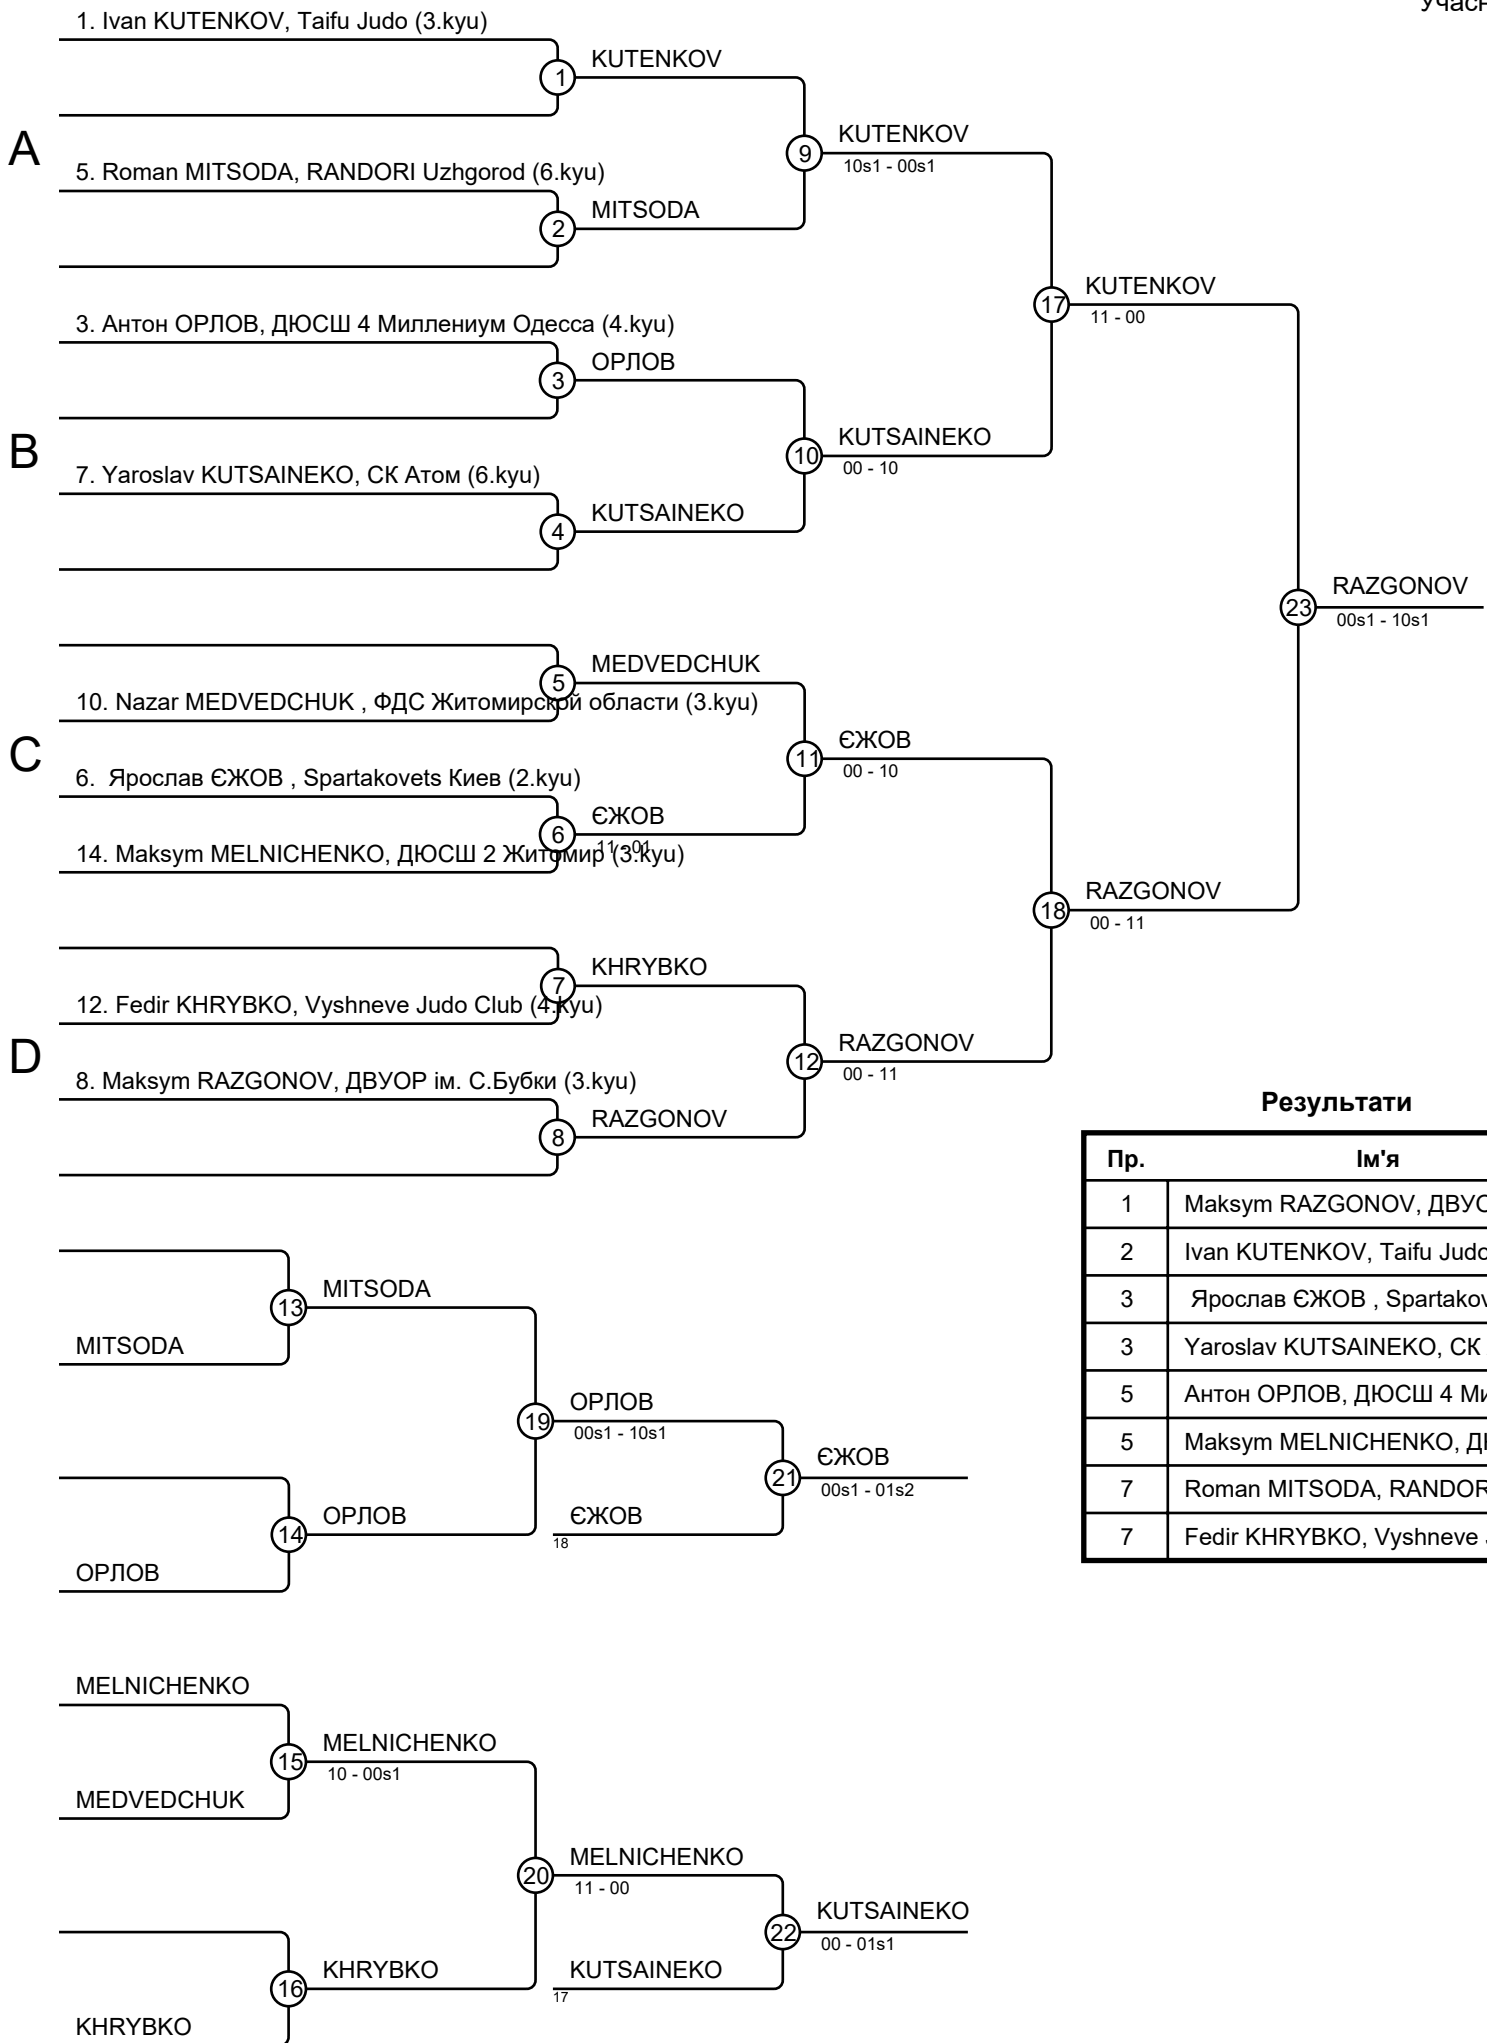 Учасн
1. Ivan KUTENKOV, Taifu Judo (3.kyu)
1
KUTENKOV
A
9
KUTENKOV
10s1 - 00s1
5. Roman MITSODA, RANDORI Uzhgorod (6.kyu)
2
MITSODA
17
KUTENKOV
11 - 00
3. Антон ОРЛОВ, ДЮСШ 4 Миллениум Одесса (4.kyu)
3
ОРЛОВ
B
10
KUTSAINEKO
00 - 10
7. Yaroslav KUTSAINEKO, СК Атом (6.kyu)
4
KUTSAINEKO
23
RAZGONOV
00s1 - 10s1
5
MEDVEDCHUK
10. Nazar MEDVEDCHUK , ФДС Житомирской области (3.kyu)
C
11
ЄЖОВ
00 - 10
6. Ярослав ЄЖОВ , Spartakovets Киев (2.kyu)
6
ЄЖОВ
11 - 01
14. Maksym MELNICHENKO, ДЮСШ 2 Житомир (3.kyu)
18
RAZGONOV
00 - 11
7
KHRYBKO
12. Fedir KHRYBKO, Vyshneve Judo Club (4.kyu)
D
12
RAZGONOV
00 - 11
8. Maksym RAZGONOV, ДВУОР ім. С.Бубки (3.kyu)
8
RAZGONOV
Результати
Пр. Ім'я
1 Maksym RAZGONOV, ДВУО
2 Ivan KUTENKOV, Taifu Judo
3 Ярослав ЄЖОВ , Spartakov
3 Yaroslav KUTSAINEKO, СК
5 Антон ОРЛОВ, ДЮСШ 4 Ми
5 Maksym MELNICHENKO, ДЮ
7 Roman MITSODA, RANDOR
7 Fedir KHRYBKO, Vyshneve
13
MITSODA
MITSODA
19
ОРЛОВ
00s1 - 10s1
21
ЄЖОВ
00s1 - 01s2
14
ОРЛОВ
ЄЖОВ
18
ОРЛОВ
MELNICHENKO
15
MELNICHENKO
10 - 00s1
MEDVEDCHUK
20
MELNICHENKO
11 - 00
22
KUTSAINEKO
00 - 01s1
16
KHRYBKO
KUTSAINEKO
17
KHRYBKO